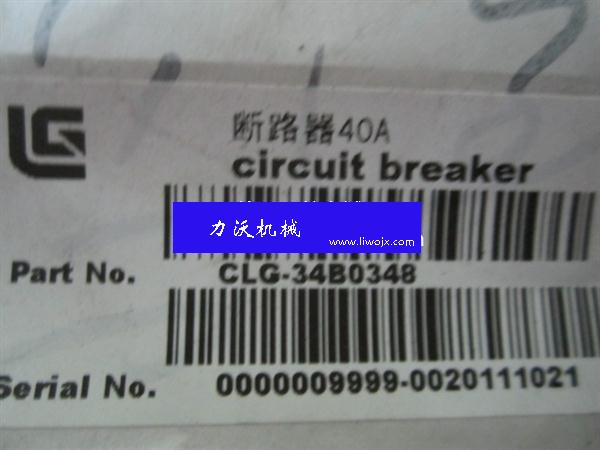 LG
断路器40A
circuit breaker
力沃机械
www.liwojx.com
Part No. CLG-34B0348
Serial No. 0000009999-0020111021